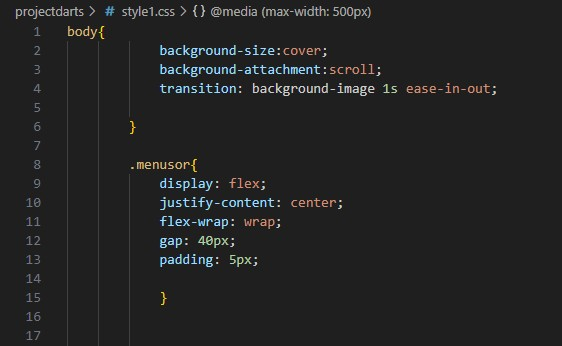 projectdarts > # style1.css > {} @media (max-width: 500px)
1 body{
2 background-size:cover;
3 background-attachment:scroll;
4 transition: background-image 1s ease-in-out;
5
6 }
7
8 .menusor{
9 display: flex;
10 justify-content: center;
11 flex-wrap: wrap;
12 gap: 40px;
13 padding: 5px;
14
15 }
16
17